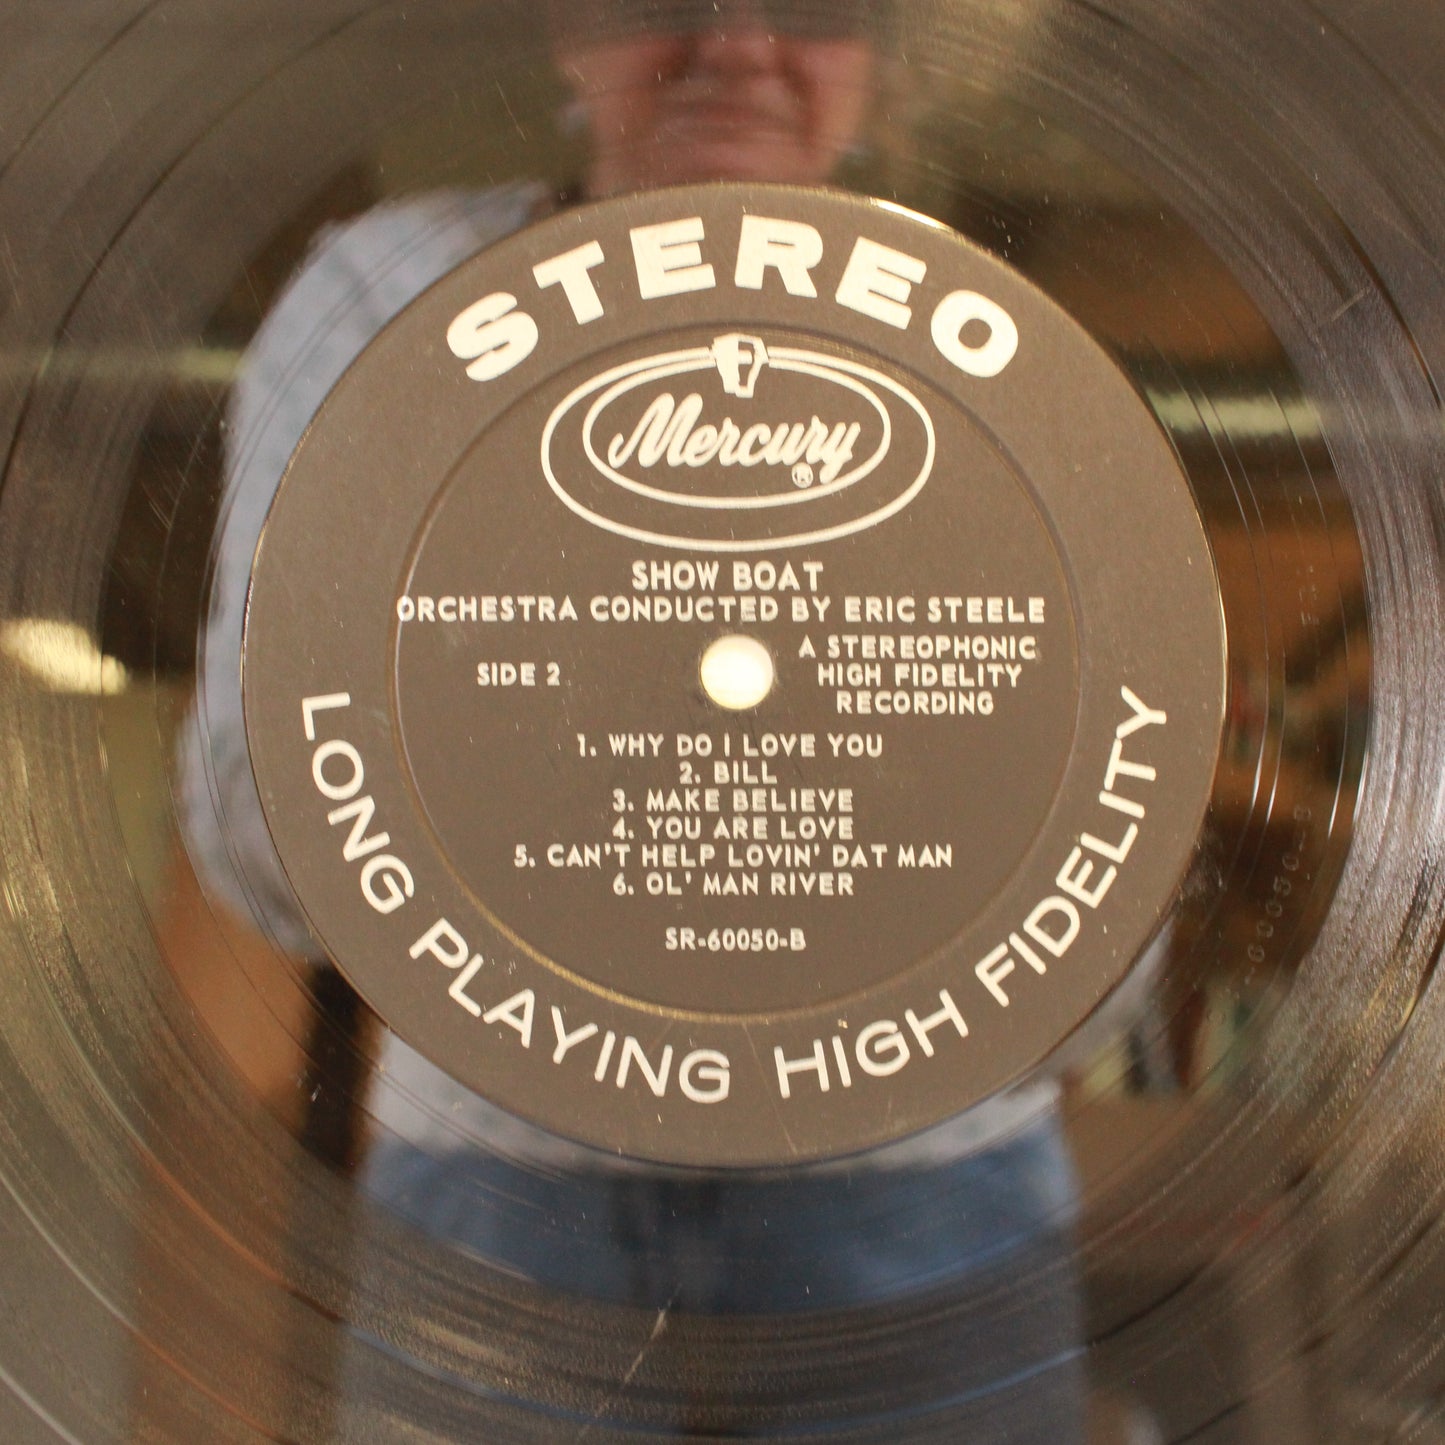 STEREO
Mercury
®
SHOW BOAT
ORCHESTRA CONDUCTED BY ERIC STEELE
SIDE 2
A STEREOPHONIC
HIGH FIDELITY
RECORDING
1. WHY DO I LOVE YOU
2. BILL
3. MAKE BELIEVE
4. YOU ARE LOVE
5. CAN'T HELP LOVIN' DAT MAN
6. OL' MAN RIVER
SR-60050-B
LONG PLAYING HIGH FIDELITY